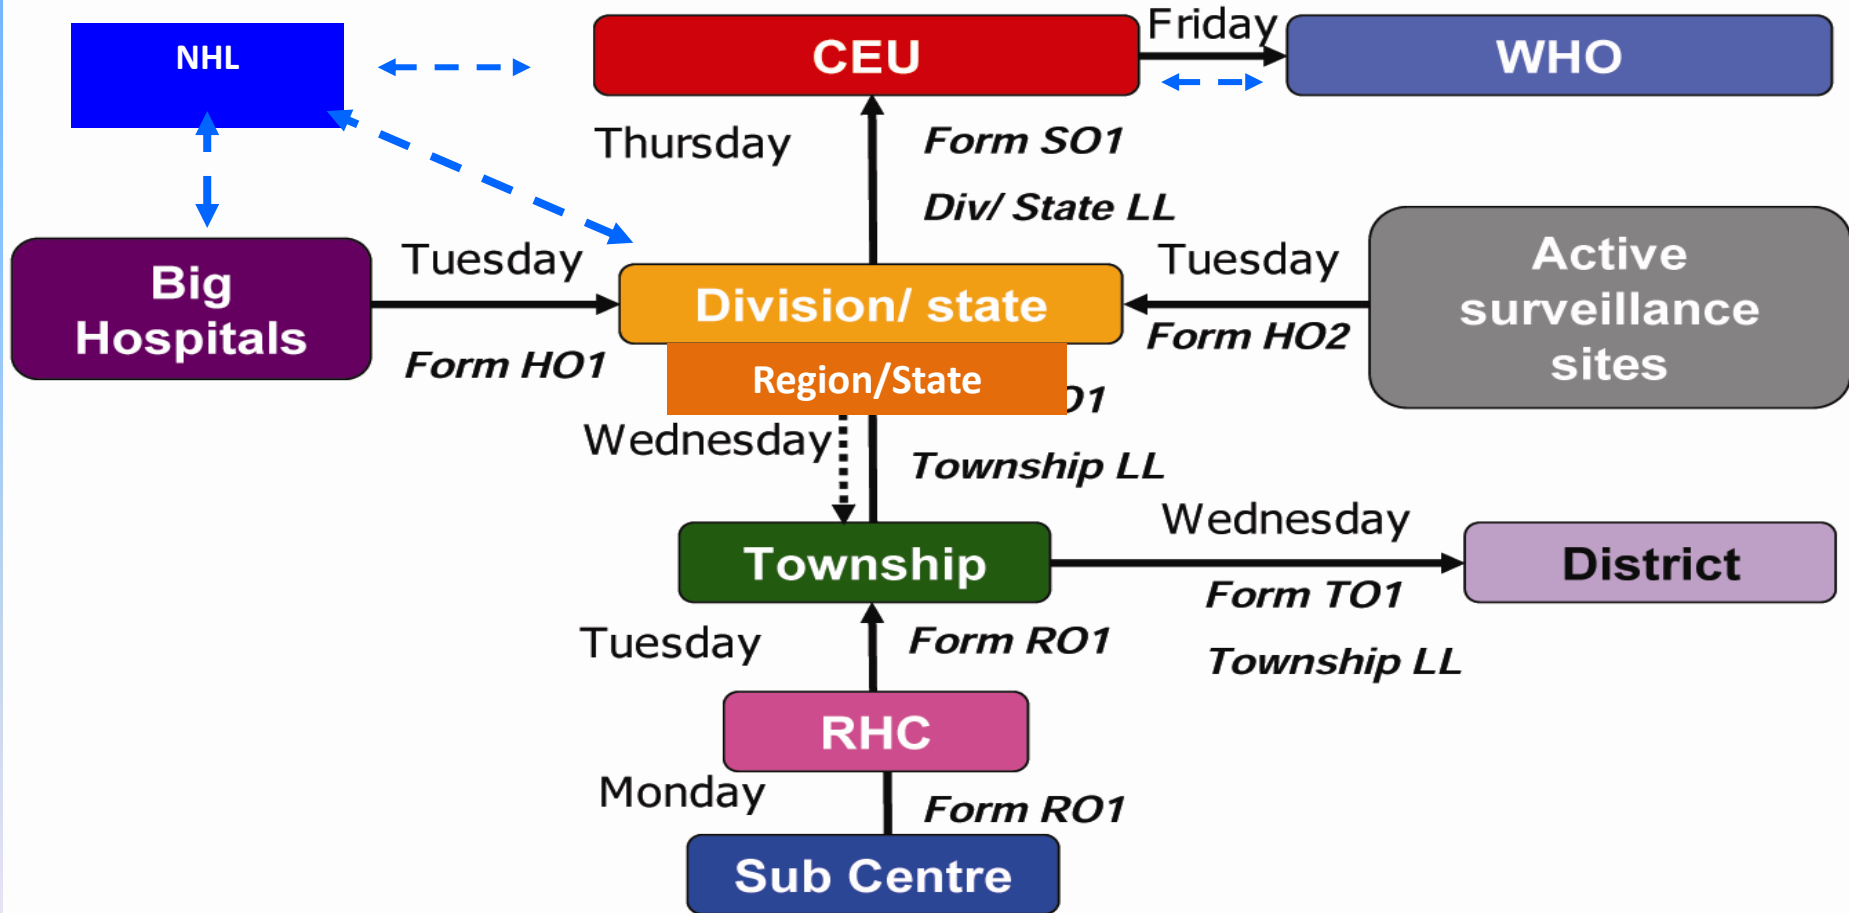 NHL
CEU
Friday
WHO
Thursday
Form SO1
Div/ State LL
Big
Hospitals
Tuesday
Form HO1
Division/ state
Tuesday
Form HO2
Active
surveillance
sites
Region/State
Wednesday
Township LL
Township
Wednesday
Form TO1
Township LL
District
Tuesday
Form RO1
RHC
Monday
Form RO1
Sub Centre